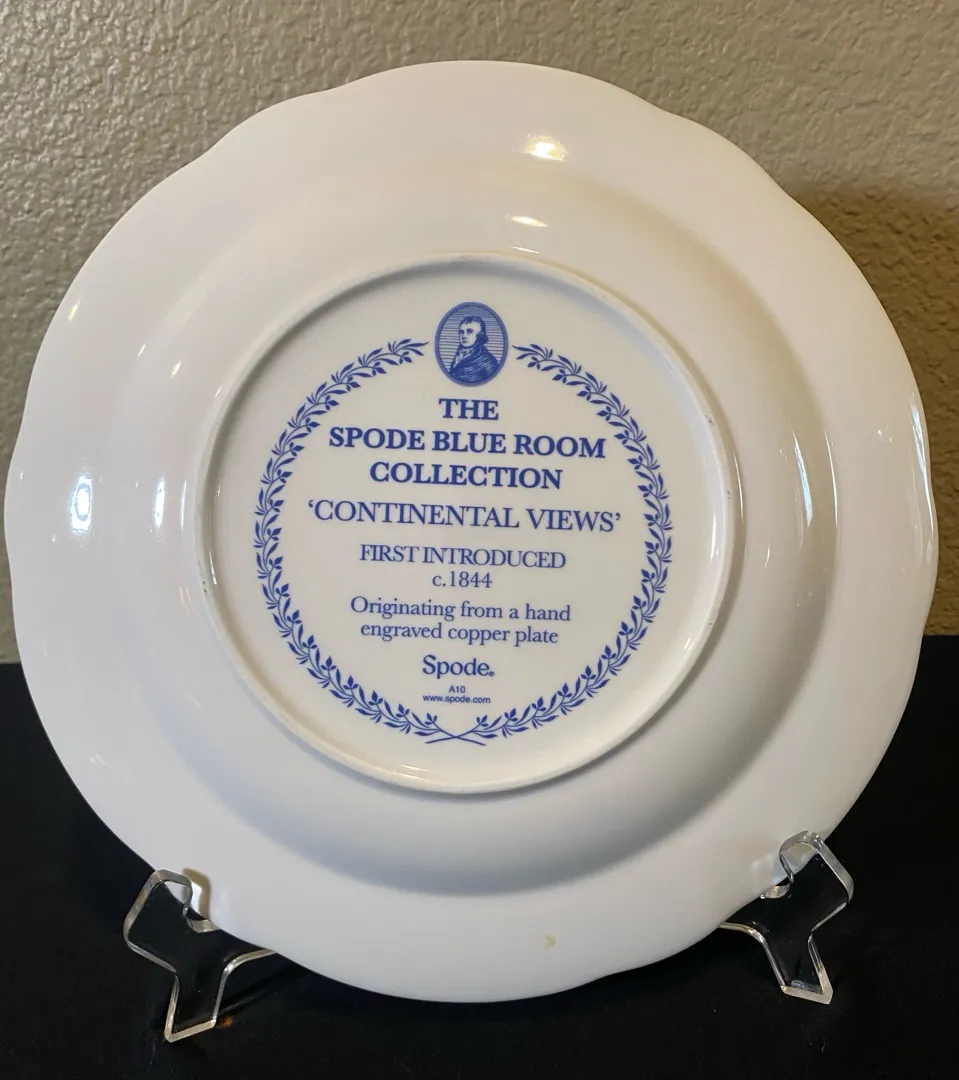 THE
SPODE BLUE ROOM
COLLECTION
‘CONTINENTAL VIEWS’
FIRST INTRODUCED
c.1844
Originating from a hand
engraved copper plate
Spode®
A10
www.spode.com